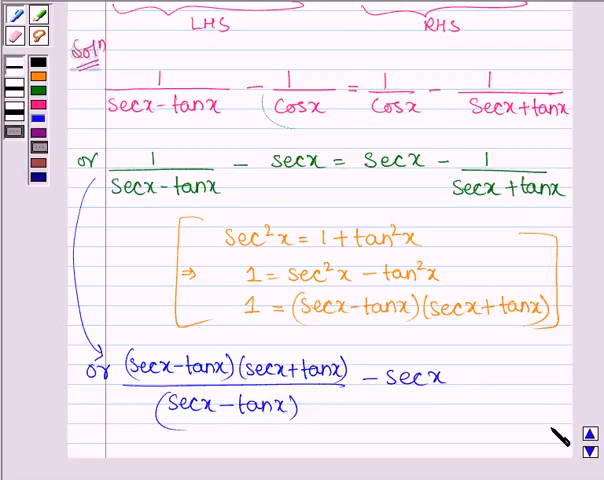 LHS RHS
Soln
1/(secx-tanx) - 1/Cosx = 1/Cosx - 1/(Secx+tanx)
or 1/(secx-tanx) - secx = secx - 1/(secx+tanx)
[ sec²x = 1 + tan²x
⇒ 1 = sec²x - tan²x
1 = (secx-tanx)(secx+tanx) ]
or (secx-tanx)(secx+tanx)/(secx-tanx) - secx